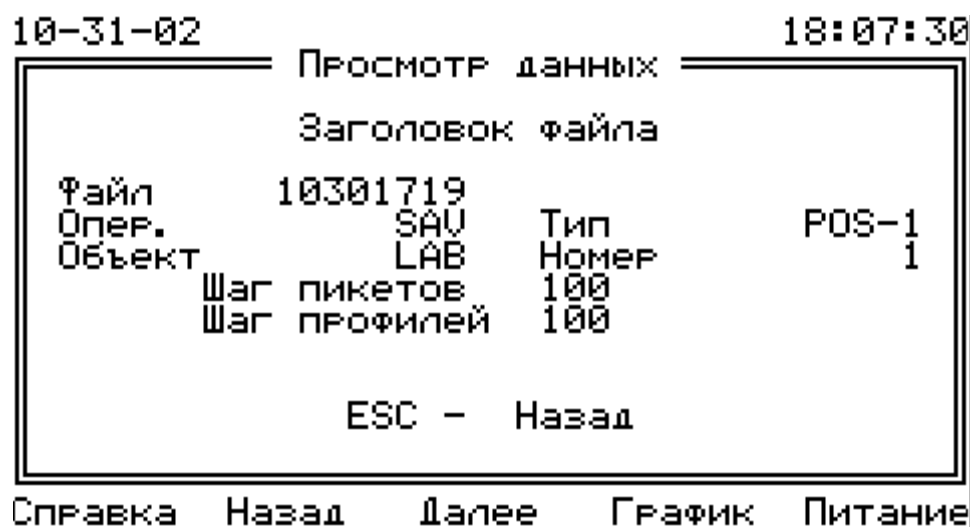 10-31-02 18:07:30
Просмотр данных
Заголовок файла
Файл 10301719
Опер. SAV Тип POS-1
Объект LAB Номер 1
Шаг пикетов 100
Шаг профилей 100
ESC - Назад
Справка Назад Далее График Питание